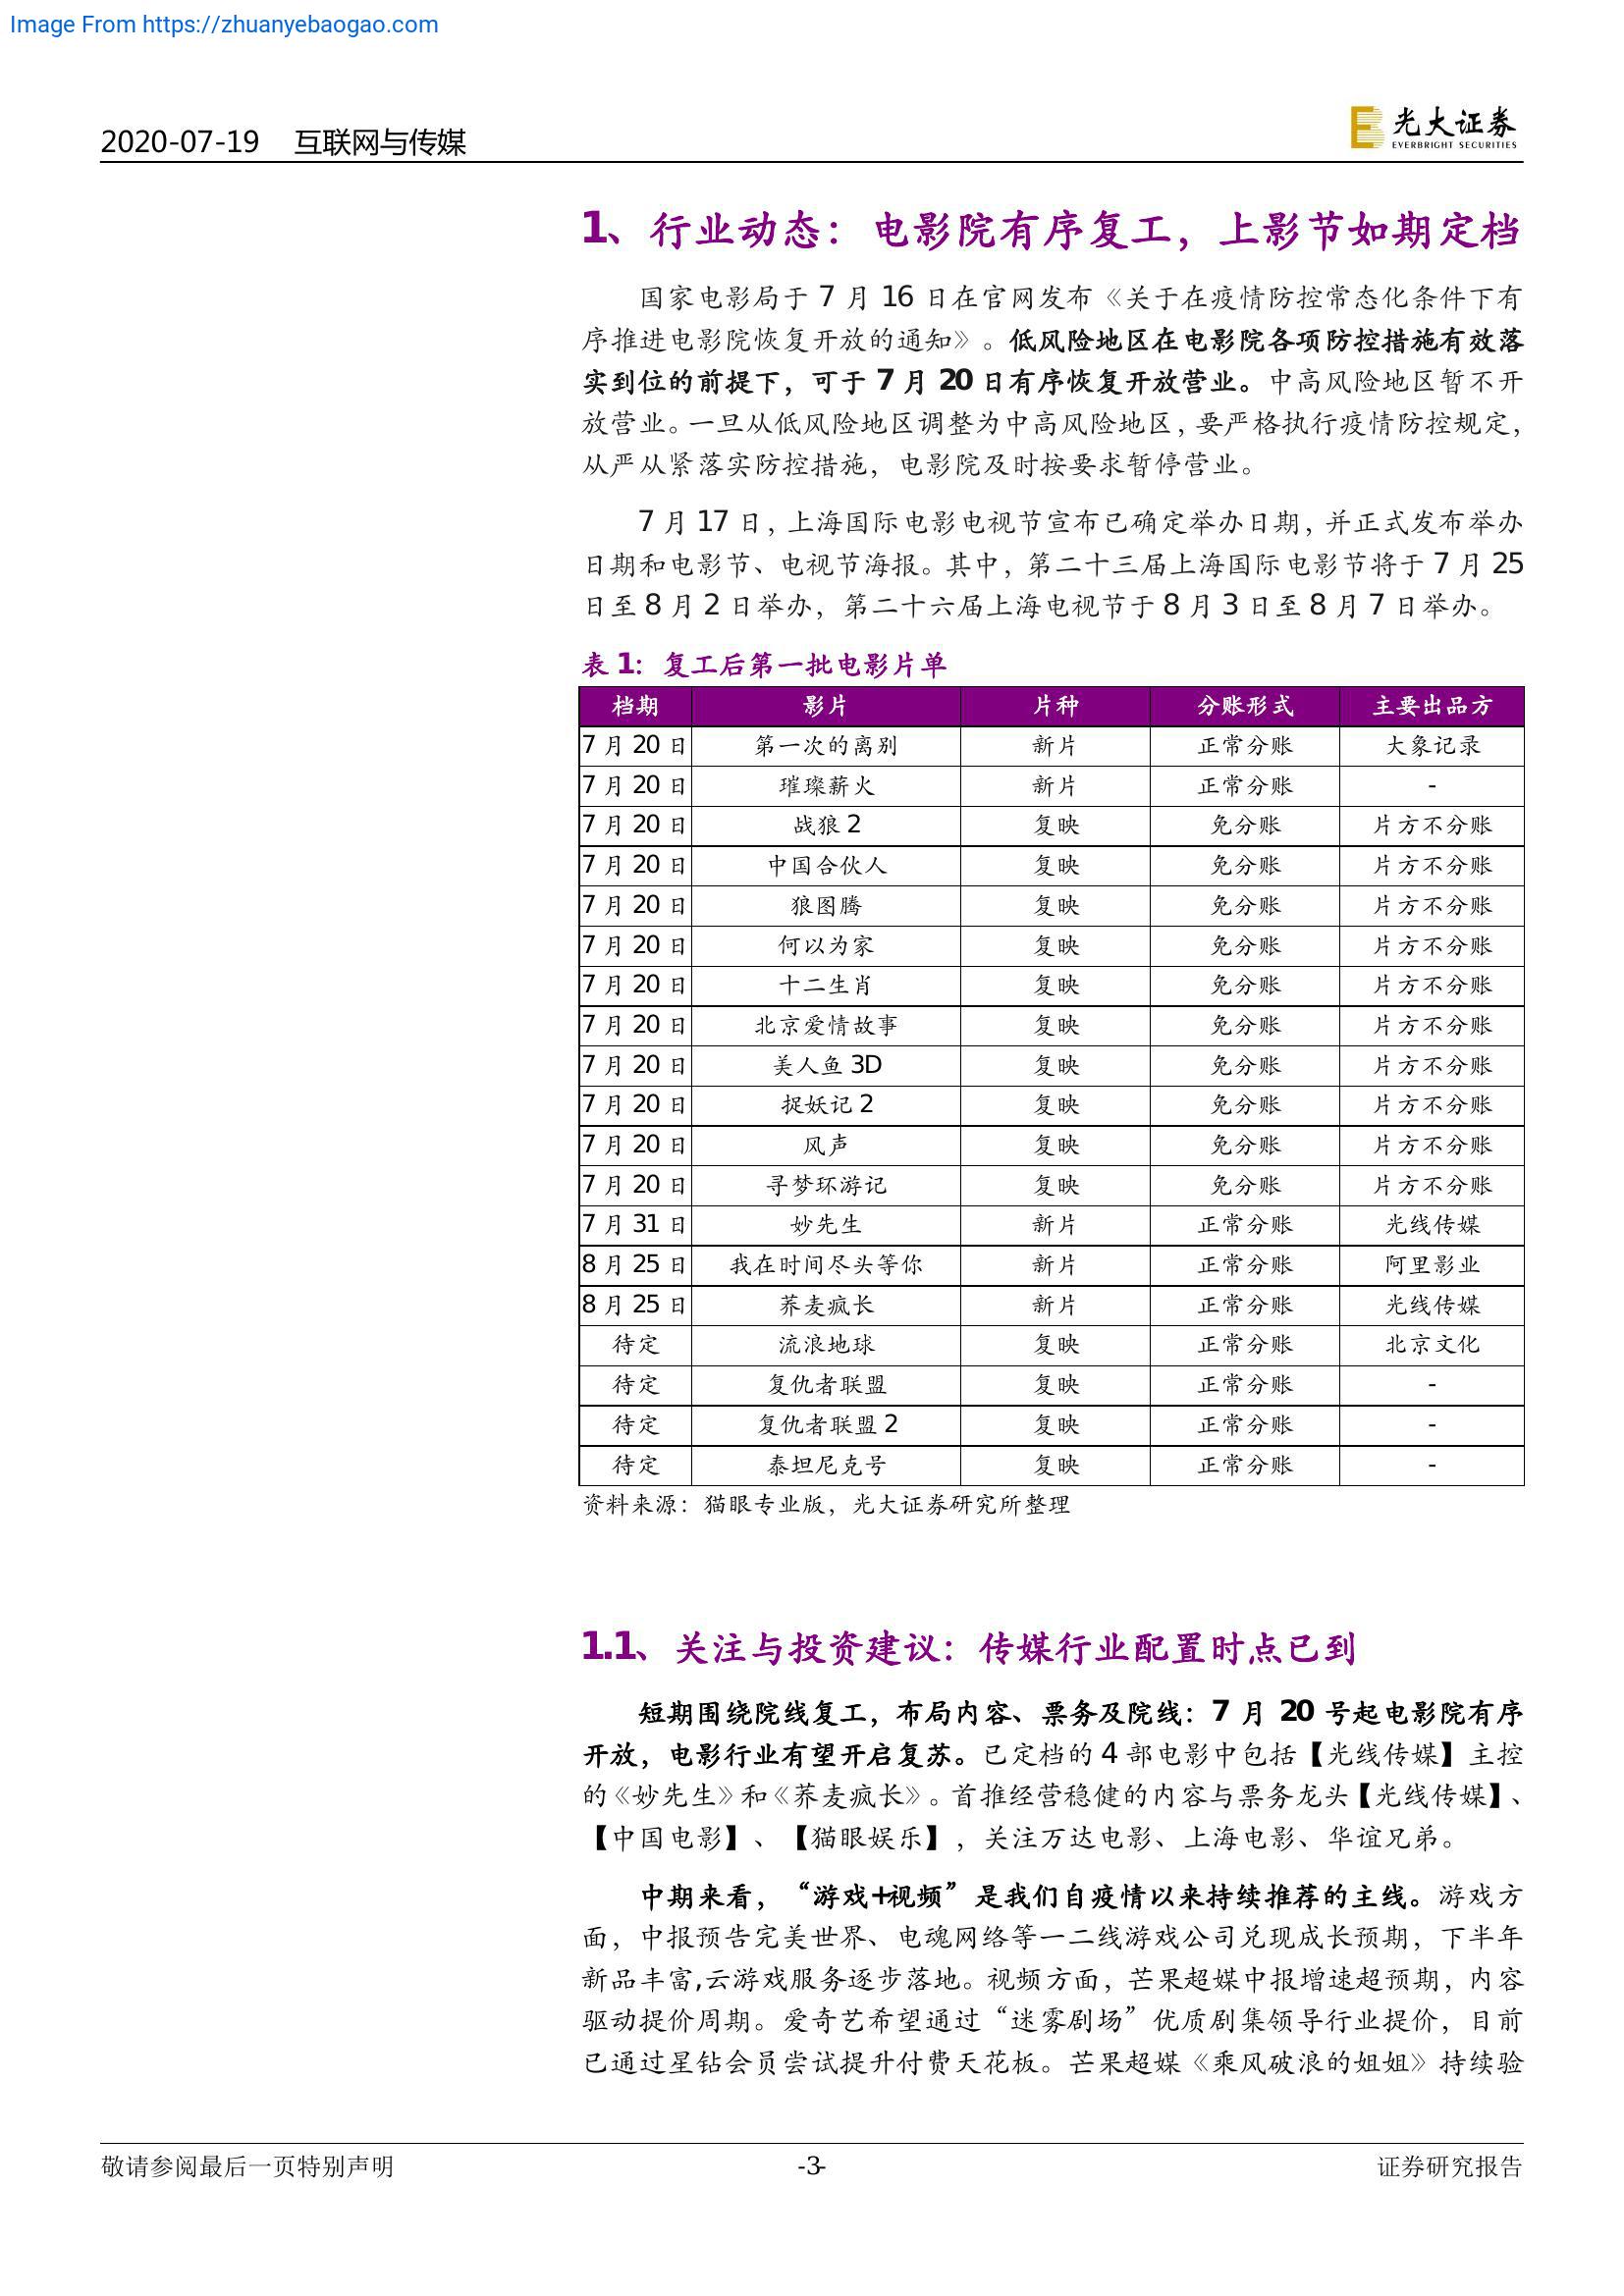 Image From https://zhuanyebaogao.com
2020-07-19 互联网与传媒
光大证券
EVERBRIGHT SECURITIES
1、行业动态：电影院有序复工，上影节如期定档
国家电影局于 7 月 16 日在官网发布《关于在疫情防控常态化条件下有
序推进电影院恢复开放的通知》。低风险地区在电影院各项防控措施有效落
实到位的前提下，可于 7 月 20 日有序恢复开放营业。中高风险地区暂不开
放营业。一旦从低风险地区调整为中高风险地区，要严格执行疫情防控规定，
从严从紧落实防控措施，电影院及时按要求暂停营业。
7 月 17 日，上海国际电影电视节宣布已确定举办日期，并正式发布举办
日期和电影节、电视节海报。其中，第二十三届上海国际电影节将于 7 月 25
日至 8 月 2 日举办，第二十六届上海电视节于 8 月 3 日至 8 月 7 日举办。
表 1：复工后第一批电影片单
档期 影片 片种 分账形式 主要出品方
7 月 20 日 第一次的离别 新片 正常分账 大象记录
7 月 20 日 璀璨薪火 新片 正常分账 -
7 月 20 日 战狼 2 复映 免分账 片方不分账
7 月 20 日 中国合伙人 复映 免分账 片方不分账
7 月 20 日 狼图腾 复映 免分账 片方不分账
7 月 20 日 何以为家 复映 免分账 片方不分账
7 月 20 日 十二生肖 复映 免分账 片方不分账
7 月 20 日 北京爱情故事 复映 免分账 片方不分账
7 月 20 日 美人鱼 3D 复映 免分账 片方不分账
7 月 20 日 捉妖记 2 复映 免分账 片方不分账
7 月 20 日 风声 复映 免分账 片方不分账
7 月 20 日 寻梦环游记 复映 免分账 片方不分账
7 月 31 日 妙先生 新片 正常分账 光线传媒
8 月 25 日 我在时间尽头等你 新片 正常分账 阿里影业
8 月 25 日 荞麦疯长 新片 正常分账 光线传媒
待定 流浪地球 复映 正常分账 北京文化
待定 复仇者联盟 复映 正常分账 -
待定 复仇者联盟 2 复映 正常分账 -
待定 泰坦尼克号 复映 正常分账 -
资料来源：猫眼专业版，光大证券研究所整理
1.1、关注与投资建议：传媒行业配置时点已到
短期围绕院线复工，布局内容、票务及院线：7 月 20 号起电影院有序
开放，电影行业有望开启复苏。已定档的 4 部电影中包括【光线传媒】主控
的《妙先生》和《荞麦疯长》。首推经营稳健的内容与票务龙头【光线传媒】、
【中国电影】、【猫眼娱乐】，关注万达电影、上海电影、华谊兄弟。
中期来看，“游戏+视频”是我们自疫情以来持续推荐的主线。游戏方
面，中报预告完美世界、电魂网络等一二线游戏公司兑现成长预期，下半年
新品丰富,云游戏服务逐步落地。视频方面，芒果超媒中报增速超预期，内容
驱动提价周期。爱奇艺希望通过“迷雾剧场”优质剧集领导行业提价，目前
已通过星钻会员尝试提升付费天花板。芒果超媒《乘风破浪的姐姐》持续验
敬请参阅最后一页特别声明 -3- 证券研究报告